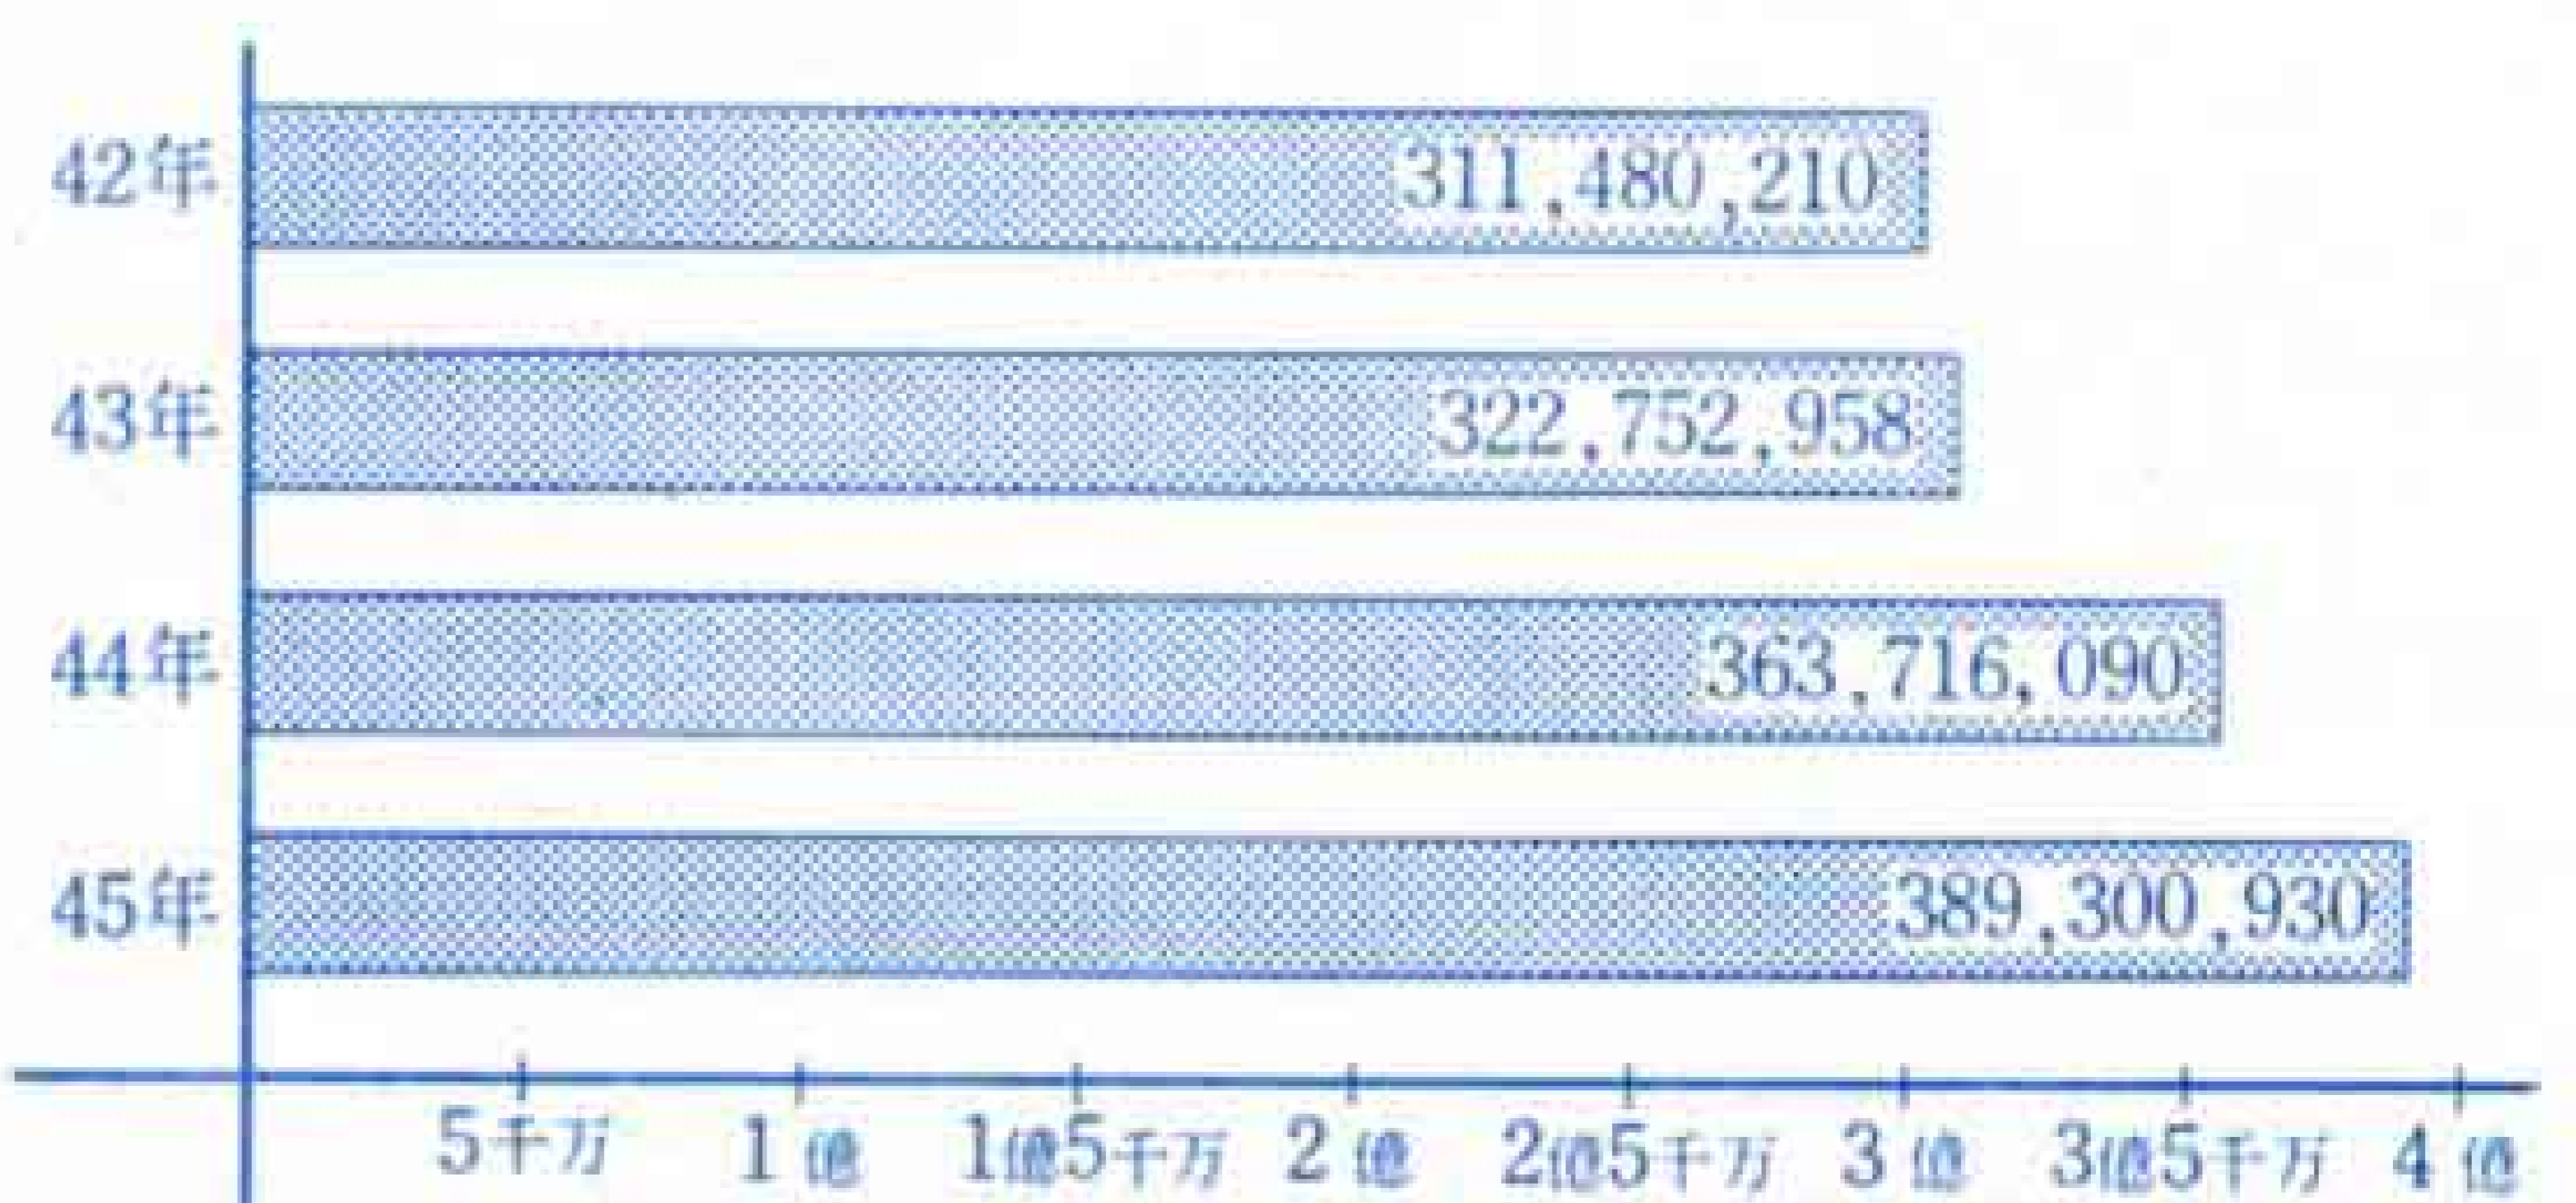 42年 311,480,210
43年 322,752,958
44年 363,716,090
45年 389,300,930
5千万 1億 1億5千万 2億 2億5千万 3億 3億5千万 4億